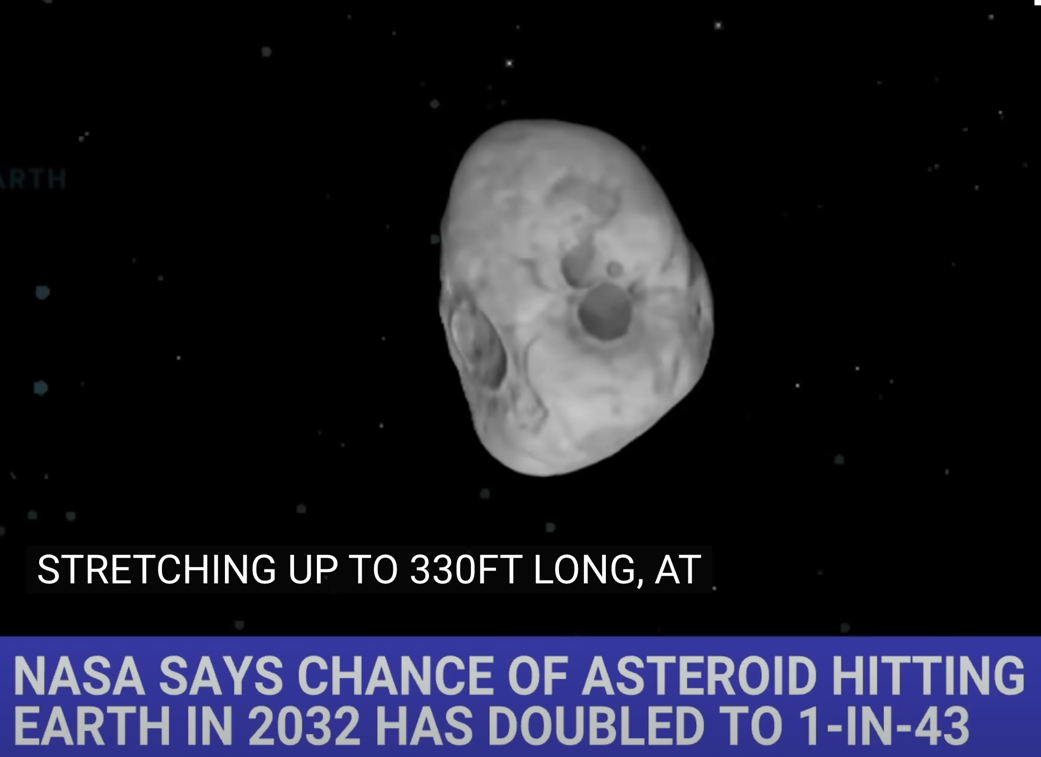 ARTH
STRETCHING UP TO 330FT LONG, AT
NASA SAYS CHANCE OF ASTEROID HITTING
EARTH IN 2032 HAS DOUBLED TO 1-IN-43